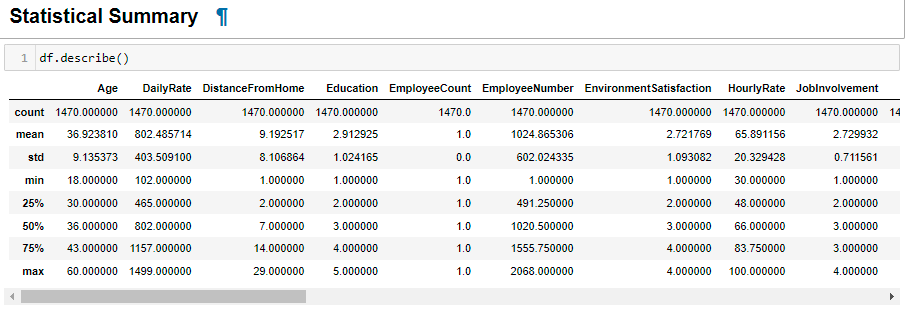 Statistical Summary ¶
1 df.describe()
Age DailyRate DistanceFromHome Education EmployeeCount EmployeeNumber EnvironmentSatisfaction HourlyRate JobInvolvement
count 1470.000000 1470.000000 1470.000000 1470.000000 1470.0 1470.000000 1470.000000 1470.000000 1470.000000 14
mean 36.923810 802.485714 9.192517 2.912925 1.0 1024.865306 2.721769 65.891156 2.729932
std 9.135373 403.509100 8.106864 1.024165 0.0 602.024335 1.093082 20.329428 0.711561
min 18.000000 102.000000 1.000000 1.000000 1.0 1.000000 1.000000 30.000000 1.000000
25% 30.000000 465.000000 2.000000 2.000000 1.0 491.250000 2.000000 48.000000 2.000000
50% 36.000000 802.000000 7.000000 3.000000 1.0 1020.500000 3.000000 66.000000 3.000000
75% 43.000000 1157.000000 14.000000 4.000000 1.0 1555.750000 4.000000 83.750000 3.000000
max 60.000000 1499.000000 29.000000 5.000000 1.0 2068.000000 4.000000 100.000000 4.000000